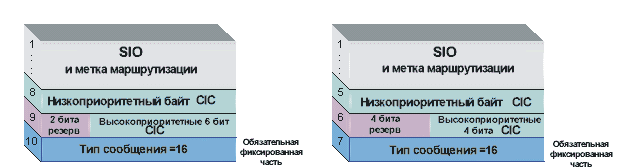 1
:
:
SIO
и метка маршрутизации
8
Низкоприоритетный байт CIC
9
2 бита
резерв
Высокоприоритетные 6 бит
CIC
10
Тип сообщения =16
Обязательная
фиксированная
часть
1
:
:
SIO
и метка маршрутизации
5
Низкоприоритетный байт CIC
6
4 бита
резерв
Высокоприоритетные
4 бита CIC
7
Тип сообщения =16
Обязательная
фиксированная
часть